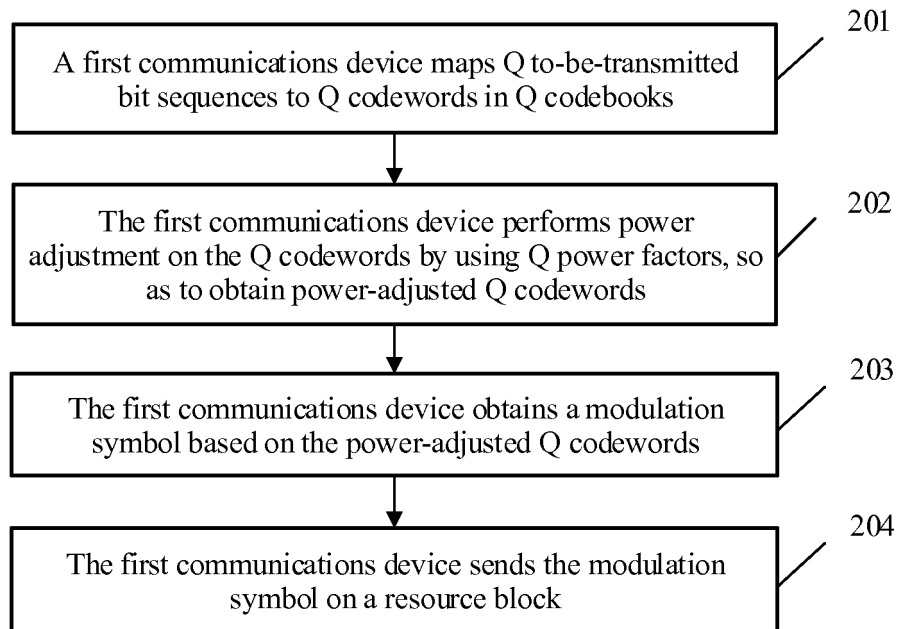 201
A first communications device maps Q to-be-transmitted
bit sequences to Q codewords in Q codebooks
202
The first communications device performs power
adjustment on the Q codewords by using Q power factors, so
as to obtain power-adjusted Q codewords
203
The first communications device obtains a modulation
symbol based on the power-adjusted Q codewords
204
The first communications device sends the modulation
symbol on a resource block